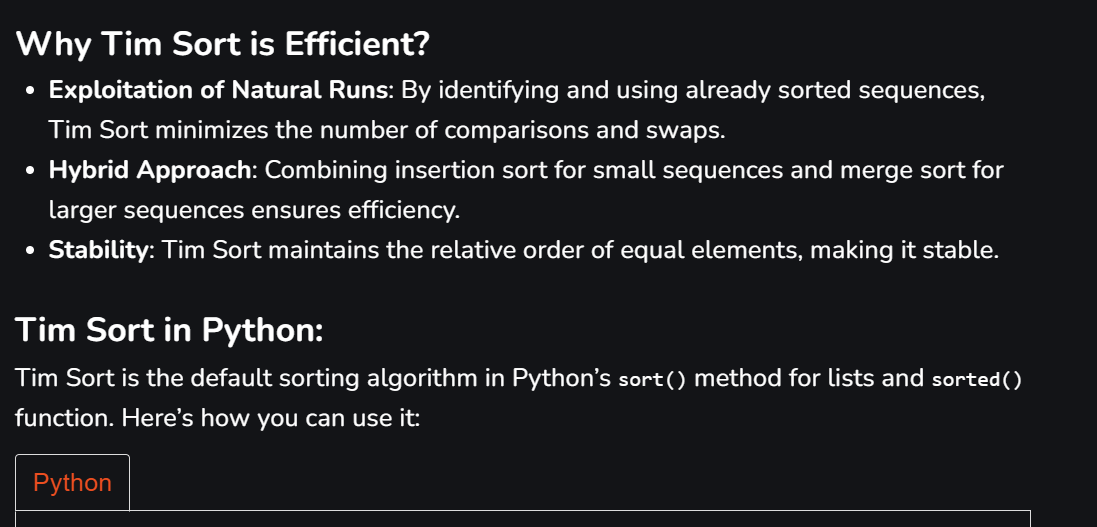 Why Tim Sort is Efficient?
• Exploitation of Natural Runs: By identifying and using already sorted sequences,
Tim Sort minimizes the number of comparisons and swaps.
• Hybrid Approach: Combining insertion sort for small sequences and merge sort for
larger sequences ensures efficiency.
• Stability: Tim Sort maintains the relative order of equal elements, making it stable.
Tim Sort in Python:
Tim Sort is the default sorting algorithm in Python’s sort() method for lists and sorted()
function. Here’s how you can use it:
Python